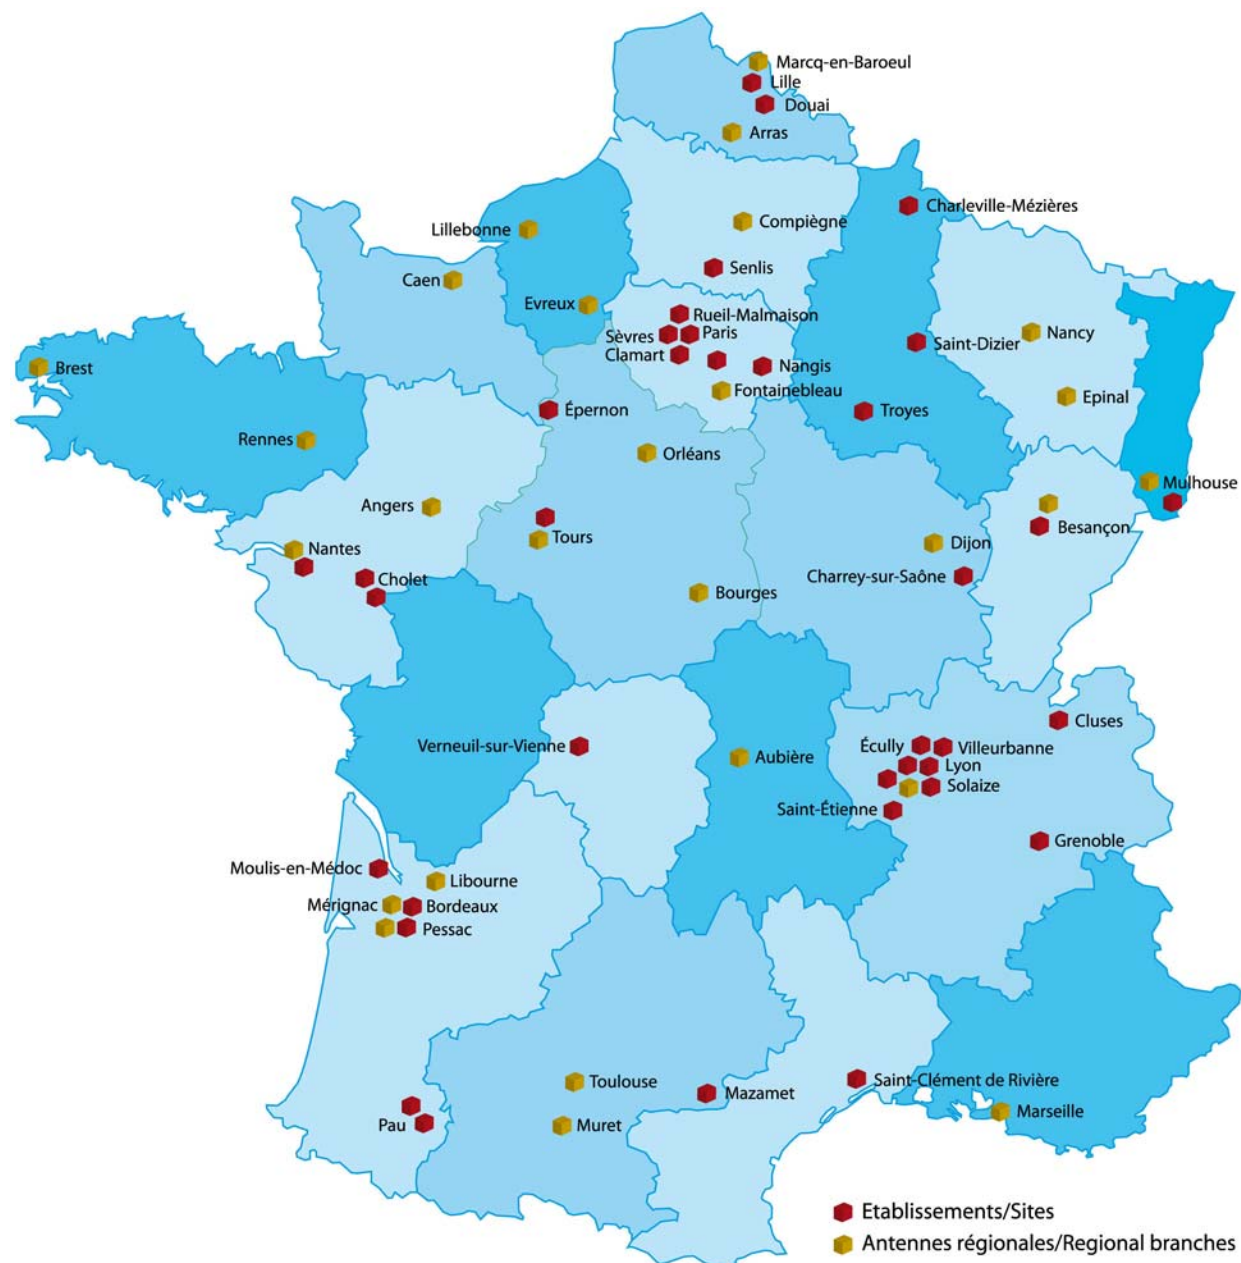 Marcq-en-Baroeul
Lille
Douai
Arras
Charleville-Mézières
Compiègne
Lillebonne
Senlis
Caen
Evreux
Rueil-Malmaison
Sèvres
Paris
Nancy
Saint-Dizier
Clamart
Nangis
Brest
Fontainebleau
Epinal
Épernon
Troyes
Rennes
Orléans
Mulhouse
Angers
Besançon
Tours
Dijon
Nantes
Charrey-sur-Saône
Cholet
Bourges
Cluses
Verneuil-sur-Vienne
Écully
Villeurbanne
Aubière
Lyon
Solaize
Saint-Étienne
Grenoble
Moulis-en-Médoc
Libourne
Mérignac
Bordeaux
Pessac
Saint-Clément de Rivière
Toulouse
Mazamet
Marseille
Pau
Muret
Etablissements/Sites
Antennes régionales/Regional branches